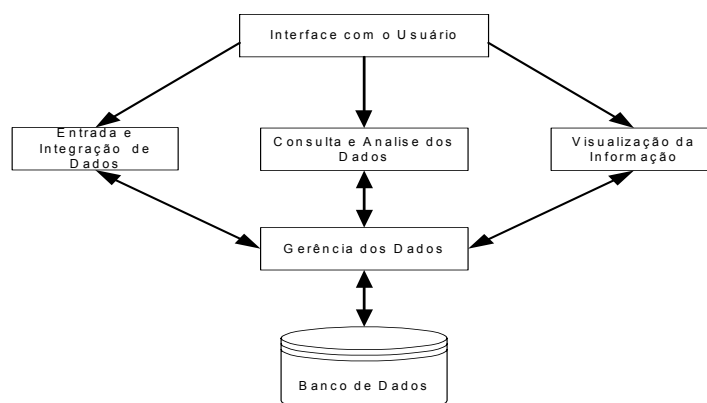 Interface com o Usuário
Entrada e
Integração de
Dados
Consulta e Analise dos
Dados
Visualização da
Informação
Gerência dos Dados
Banco de Dados